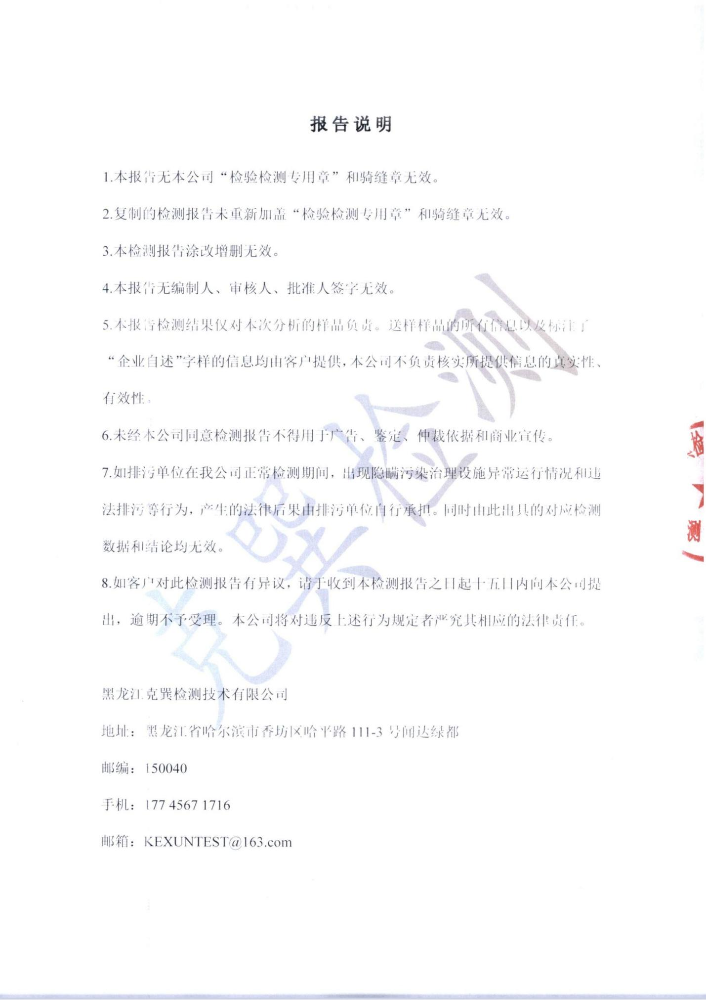 报告说明
1.本报告无本公司“检验检测专用章”和骑缝章无效。
2.复制的检测报告未重新加盖“检验检测专用章”和骑缝章无效。
3.本检测报告涂改增删无效。
4.本报告无编制人、审核人、批准人签字无效。
5.本报告检测结果仅对本次分析的样品负责。送样样品的所有信息以及标注了
“企业自述”字样的信息均由客户提供，本公司不负责核实所提供信息的真实性、
有效性。
6.未经本公司同意检测报告不得用于广告、鉴定、仲裁依据和商业宣传。
7.如排污单位在我公司正常检测期间，出现隐瞒污染治理设施异常运行情况和违
法排污等行为，产生的法律后果由排污单位自行承担。同时由此出具的对应检测
数据和结论均无效。
8.如客户对此检测报告有异议，请于收到本检测报告之日起十五日内向本公司提
出，逾期不予受理。本公司将对违反上述行为规定者严究其相应的法律责任。
黑龙江克巽检测技术有限公司
地址：黑龙江省哈尔滨市香坊区哈平路 111-3 号闻达绿都
邮编：150040
手机：177 4567 1716
邮箱：KEXUNTEST@163.com
克巽检测
检
测